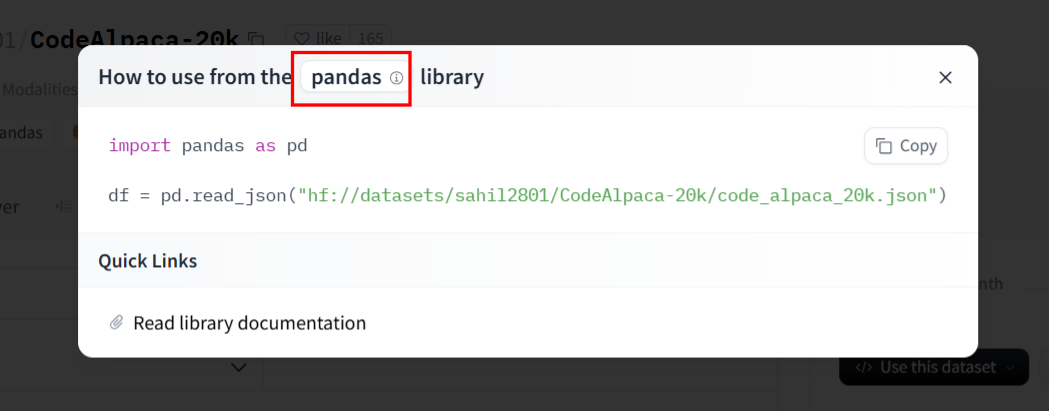 01/CodeAlpaca-20k like 165
How to use from the pandas library
Modalities
andas
import pandas as pd
Copy
df = pd.read_json("hf://datasets/sahil2801/CodeAlpaca-20k/code_alpaca_20k.json")
wer
Quick Links
nth
Read library documentation
</> Use this dataset